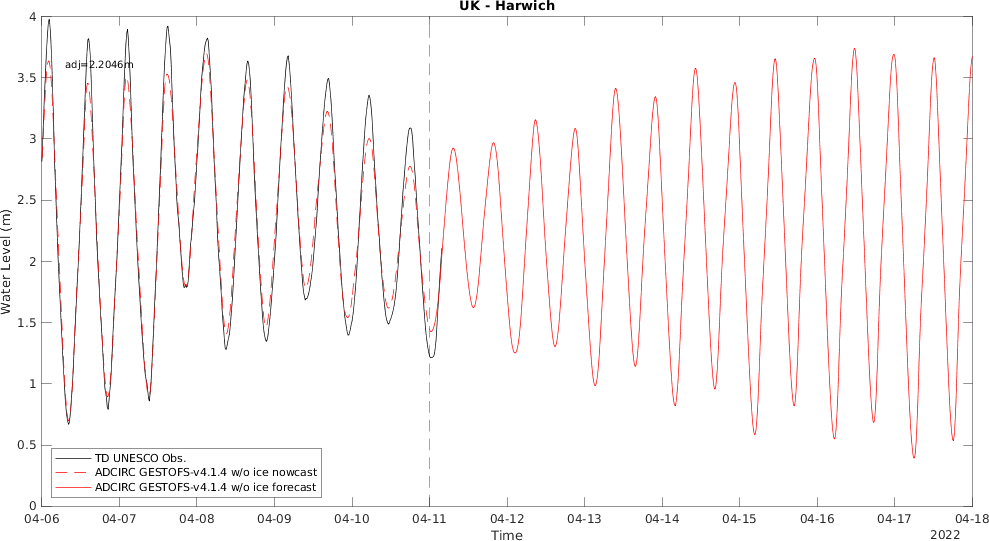 UK - Harwich
4
3.5
3
2.5
2
1.5
1
0.5
0
Water Level (m)
adj=2.2046m
TD UNESCO Obs.
ADCIRC GESTOFS-v4.1.4 w/o ice nowcast
ADCIRC GESTOFS-v4.1.4 w/o ice forecast
04-06 04-07 04-08 04-09 04-10 04-11 04-12 04-13 04-14 04-15 04-16 04-17 04-18
Time
2022